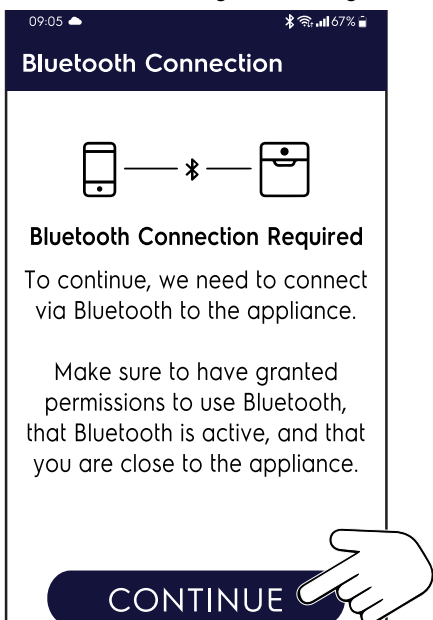 09:05 67%
Bluetooth Connection
Bluetooth Connection Required
To continue, we need to connect
via Bluetooth to the appliance.
Make sure to have granted
permissions to use Bluetooth,
that Bluetooth is active, and that
you are close to the appliance.
CONTINUE